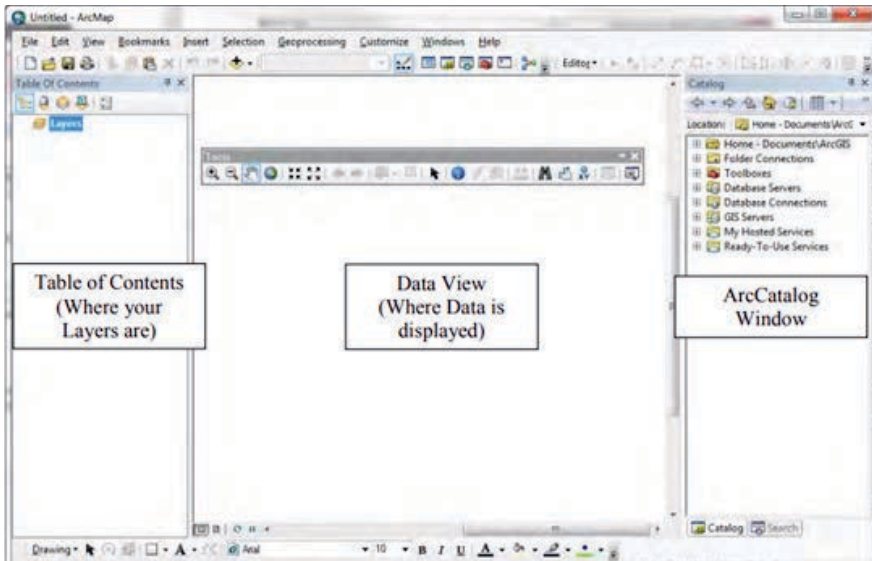 Untitled - ArcMap
File Edit View Bookmarks Insert Selection Geoprocessing Customize Windows Help
Editor
Table Of Contents
Layers
Tools
Catalog
Location: Home - Documents\ArcG
Home - Documents\ArcGIS
Folder Connections
Toolboxes
Database Servers
Database Connections
GIS Servers
My Hosted Services
Ready-To-Use Services
Table of Contents
(Where your
Layers are)
Data View
(Where Data is
displayed)
ArcCatalog
Window
Catalog Search
Drawing A Arial 10 B I U A